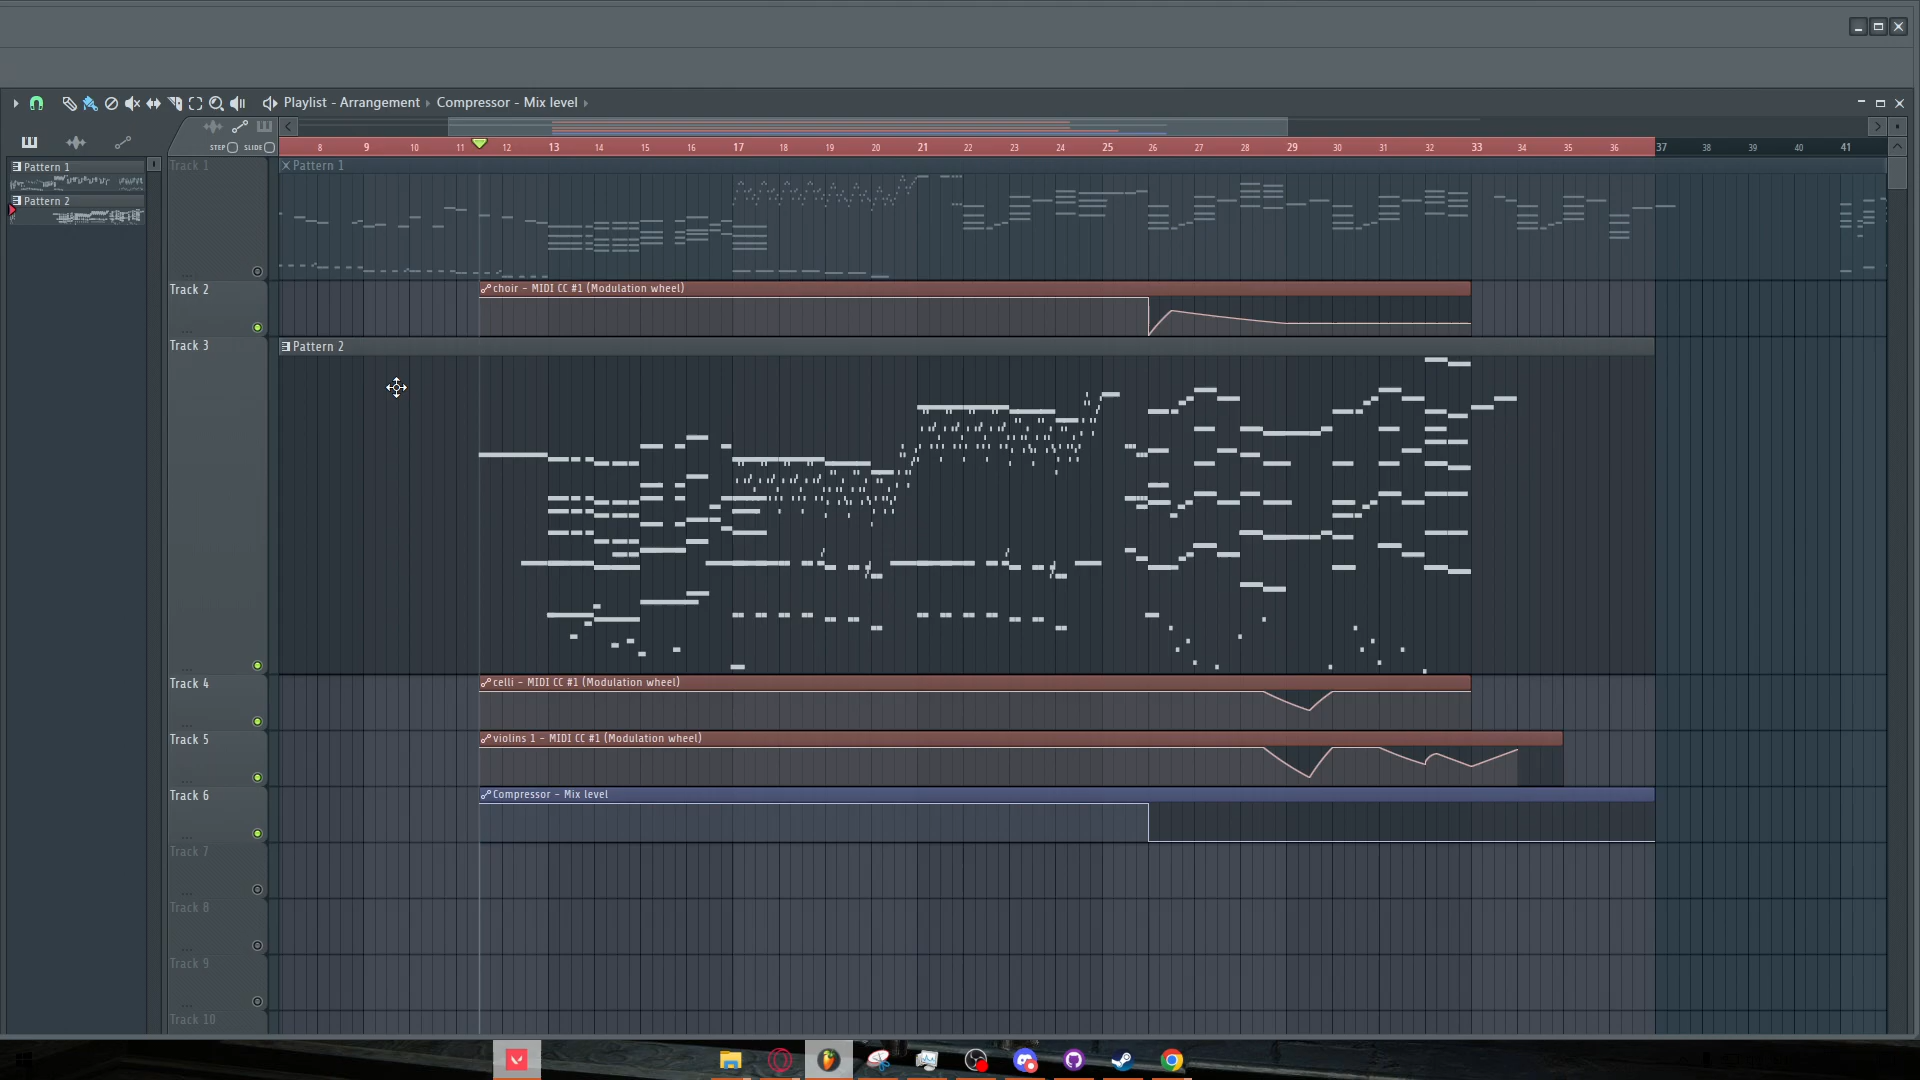 Playlist - Arrangement › Compressor - Mix level ›
STEP SLIDE
8 9 10 11 12 13 14 15 16 17 18 19 20 21 22 23 24 25 26 27 28 29 30 31 32 33 34 35 36 37 38 39 40 41
Pattern 1
Pattern 2
Track 1
Pattern 1
Track 2
choir - MIDI CC #1 (Modulation wheel)
Track 3
Pattern 2
Track 4
celli - MIDI CC #1 (Modulation wheel)
Track 5
violins 1 - MIDI CC #1 (Modulation wheel)
Track 6
Compressor - Mix level
Track 7
Track 8
Track 9
Track 10